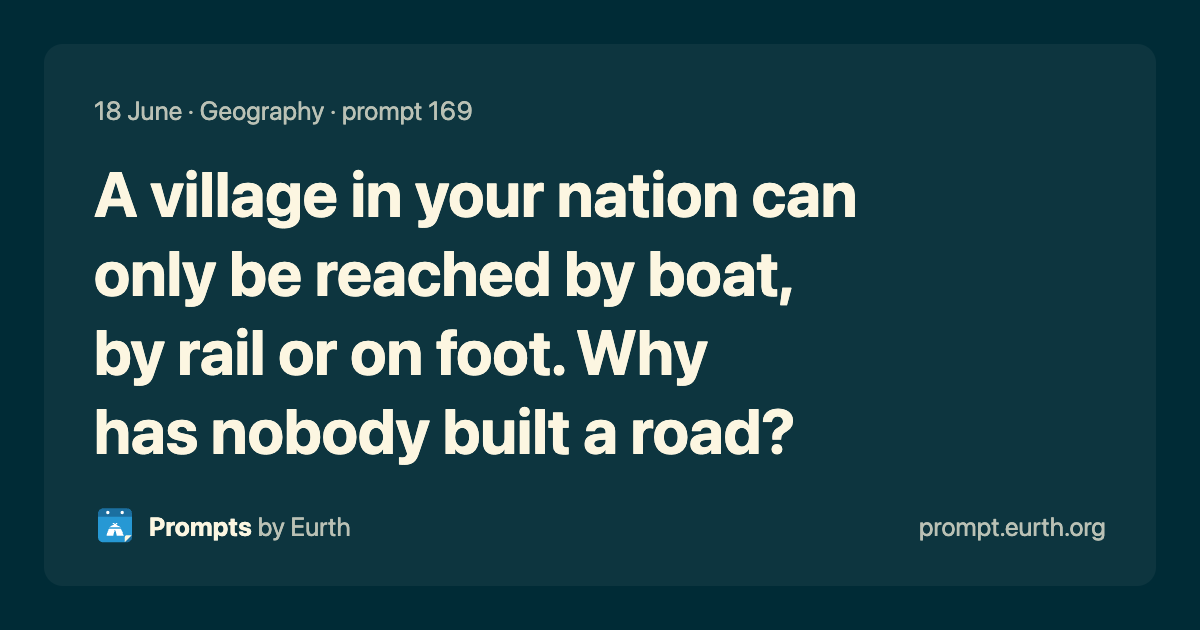 18 June · Geography · prompt 169
A village in your nation can
only be reached by boat,
by rail or on foot. Why
has nobody built a road?
Prompts by Eurth
prompt.eurth.org